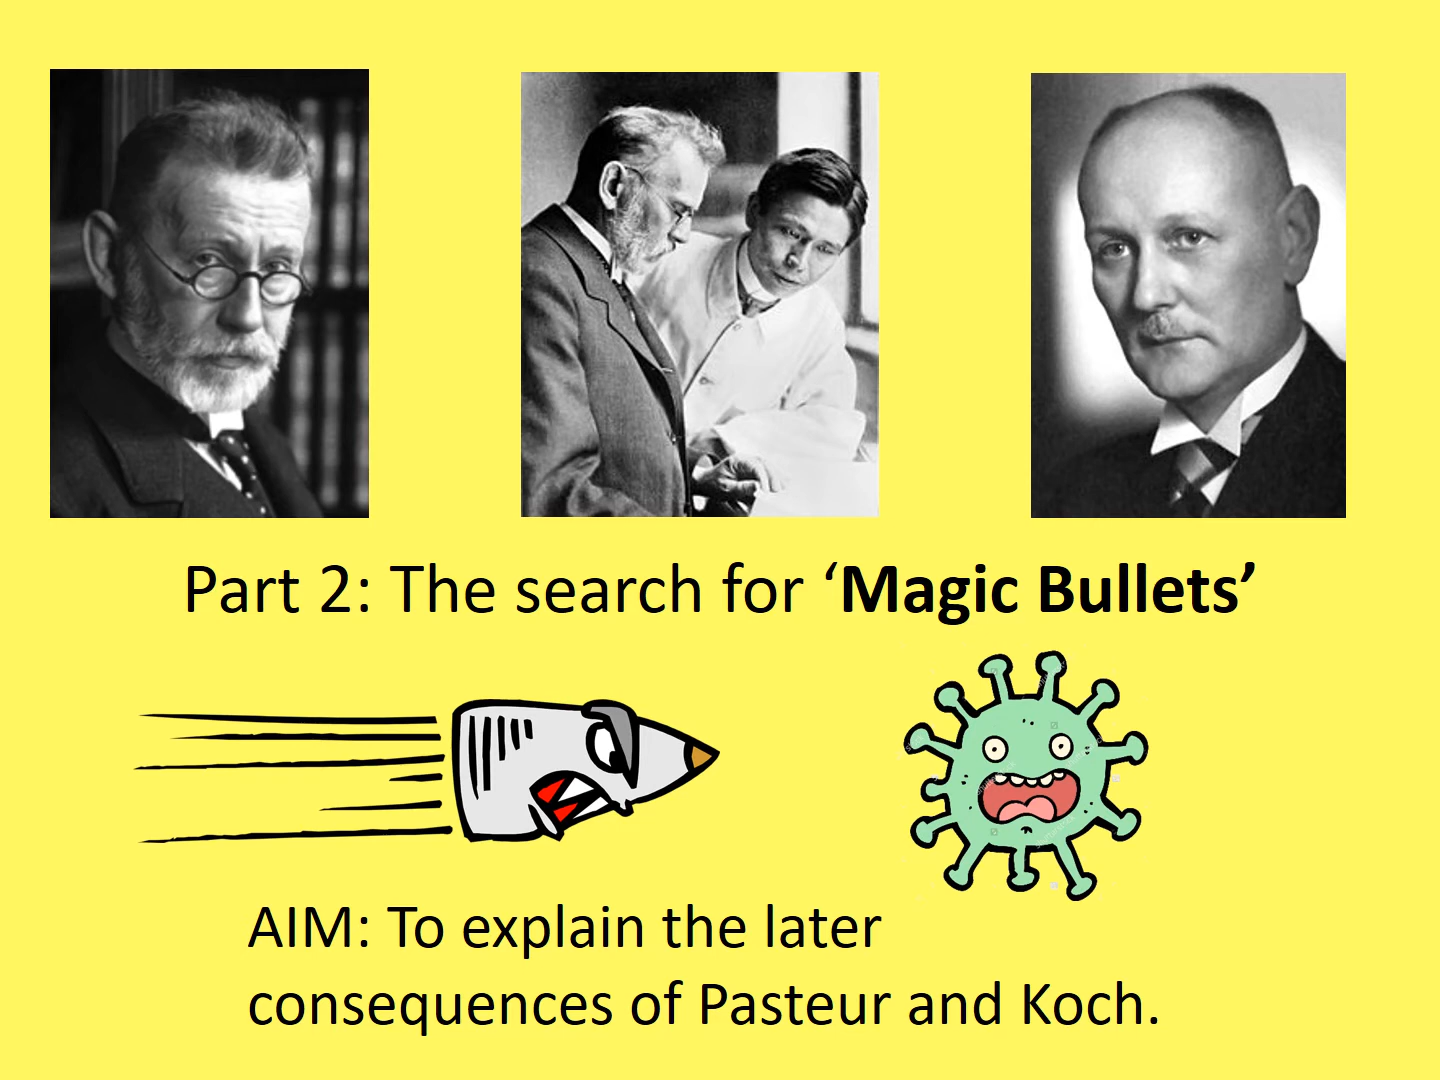 Part 2: The search for ‘Magic Bullets’
AIM: To explain the later
consequences of Pasteur and Koch.